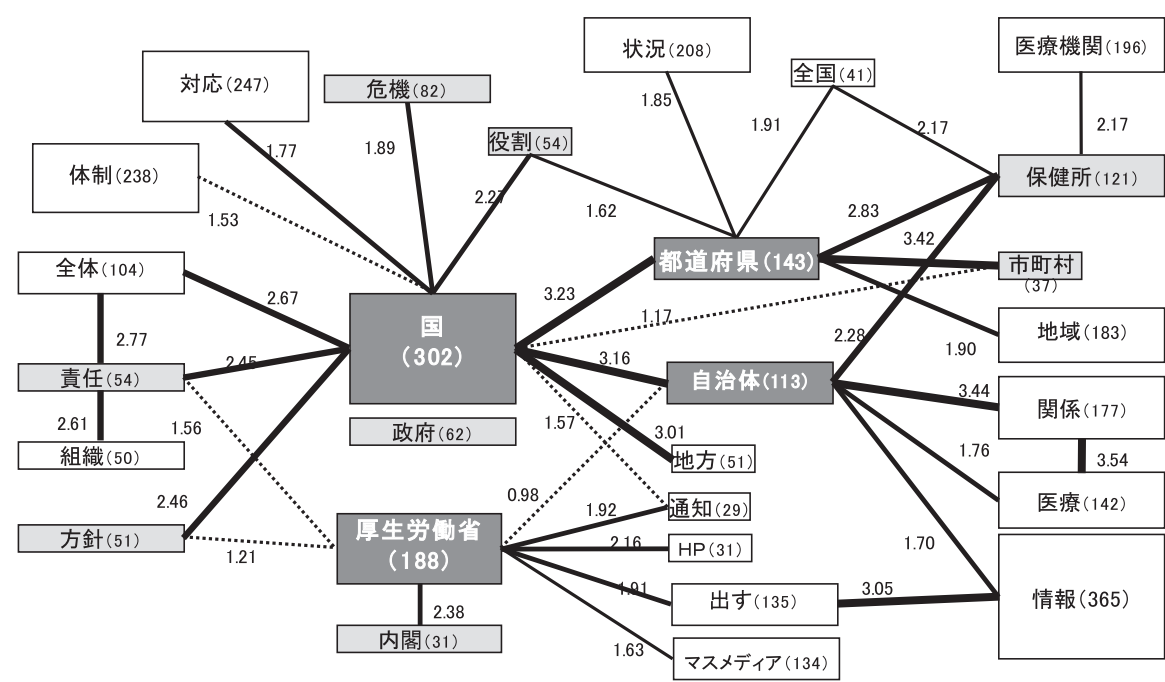 状況(208)
医療機関(196)
対応(247)
危機(82)
全国(41)
1.85
1.91
2.17
2.17
役割(54)
1.77
1.89
体制(238)
保健所(121)
2.27
1.62
1.53
2.83
3.42
全体(104)
都道府県(143)
市町村
(37)
2.67
3.23
国
(302)
1.17
2.77
2.28
地域(183)
2.45
3.16
1.90
責任(54)
自治体(113)
3.44
関係(177)
2.61
1.56
政府(62)
1.57
3.01
組織(50)
地方(51)
1.76
3.54
2.46
0.98
1.92
通知(29)
医療(142)
方針(51)
厚生労働省
(188)
1.21
2.16
HP(31)
1.70
1.91
出す(135)
3.05
情報(365)
2.38
内閣(31)
1.63
マスメディア(134)